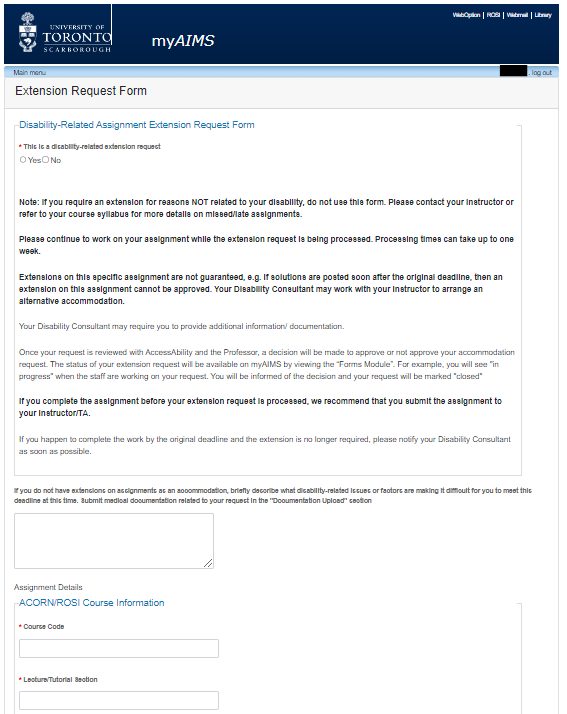 UNIVERSITY OF
TORONTO
SCARBOROUGH
myAIMS
WebOption | ROSI | Webmail | Library
Main menu
. log out
Extension Request Form
Disability-Related Assignment Extension Request Form
* This is a disability-related extension request
Yes No
Note: If you require an extension for reasons NOT related to your disability, do not use this form. Please contact your instructor or
refer to your course syllabus for more details on missed/late assignments.
Please continue to work on your assignment while the extension request is being processed. Processing times can take up to one
week.
Extensions on this specific assignment are not guaranteed, e.g. if solutions are posted soon after the original deadline, then an
extension on this assignment cannot be approved. Your Disability Consultant may work with your instructor to arrange an
alternative accommodation.
Your Disability Consultant may require you to provide additional information/ documentation.
Once your request is reviewed with AccessAbility and the Professor, a decision will be made to approve or not approve your accommodation
request. The status of your extension request will be available on myAIMS by viewing the "Forms Module". For example, you will see "in
progress" when the staff are working on your request. You will be informed of the decision and your request will be marked "closed"
If you complete the assignment before your extension request is processed, we recommend that you submit the assignment to
your instructor/TA.
If you happen to complete the work by the original deadline and the extension is no longer required, please notify your Disability Consultant
as soon as possible.
If you do not have extensions on assignments as an accommodation, briefly describe what disability-related issues or factors are making it difficult for you to meet this
deadline at this time. Submit medical documentation related to your request in the "Documentation Upload" section
Assignment Details
ACORN/ROSI Course Information
* Course Code
* Lecture/Tutorial Section